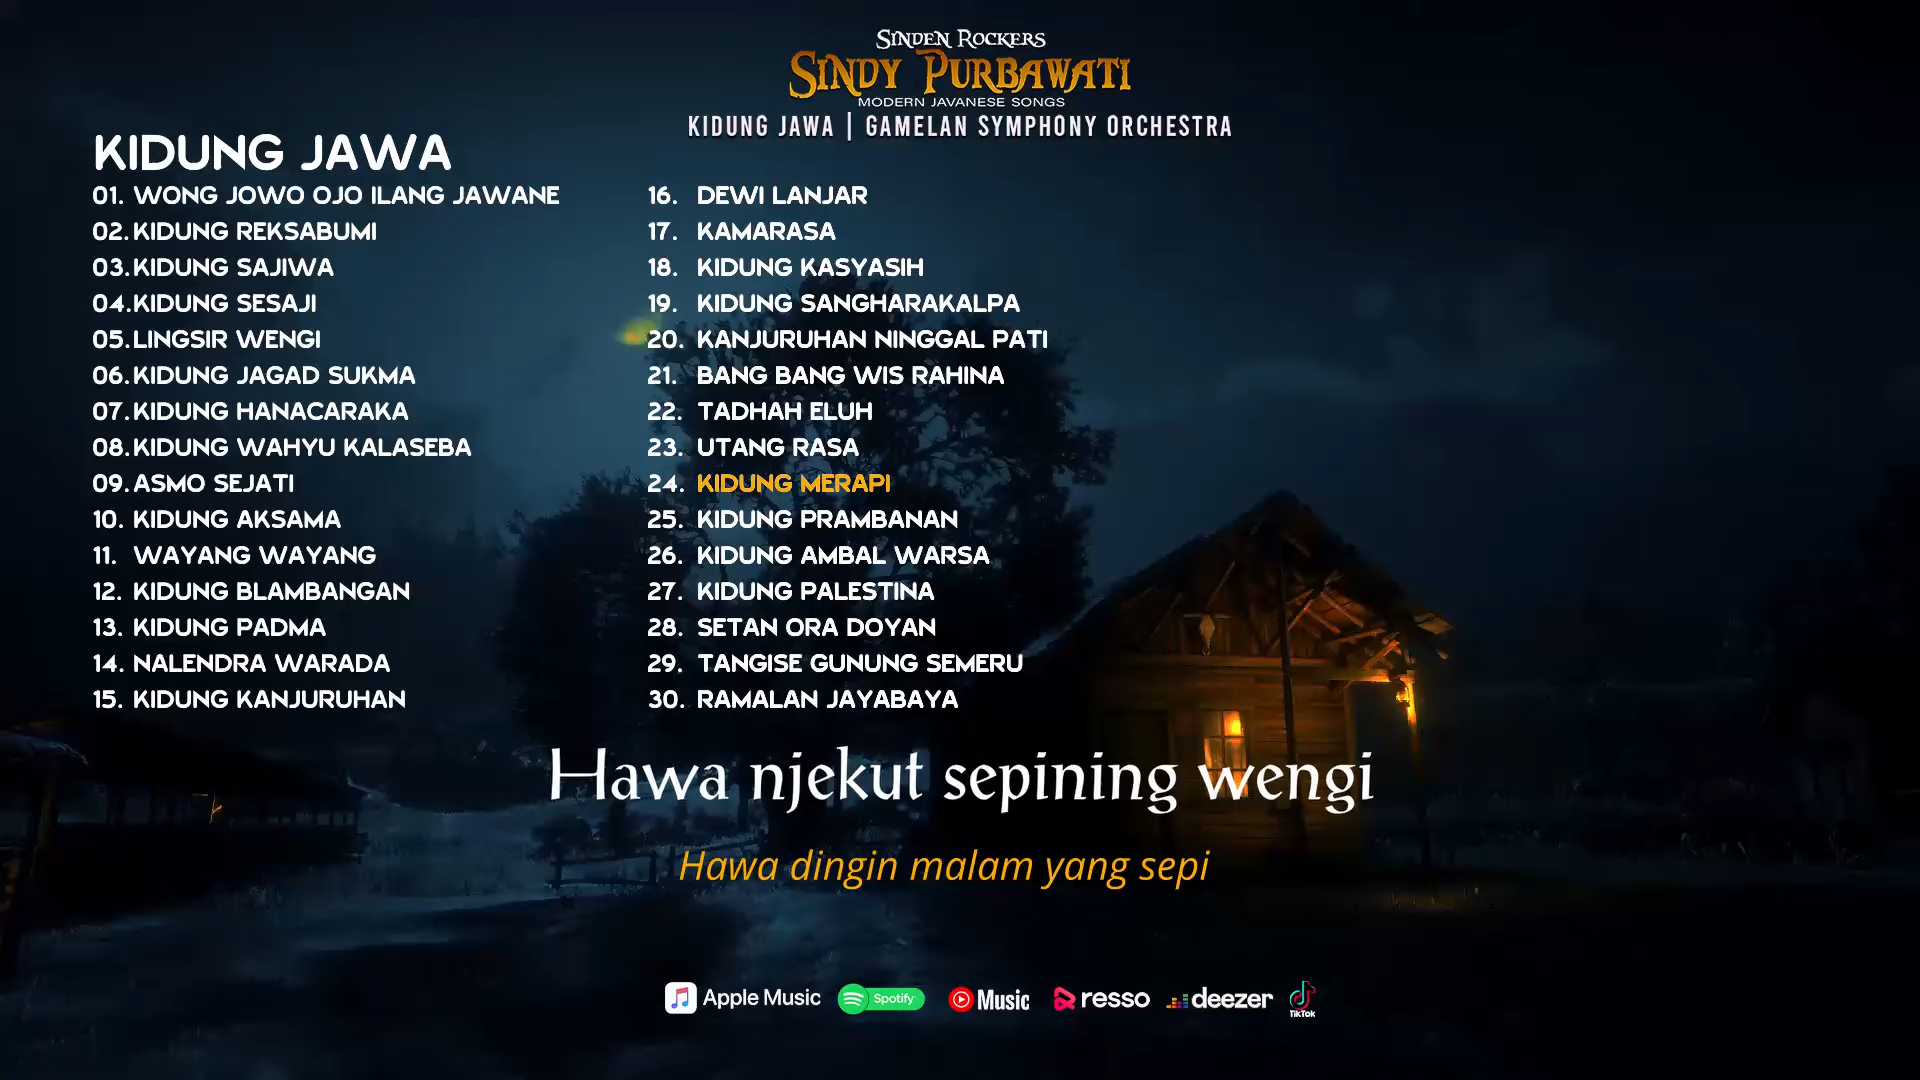 SINDEN ROCKERS
SINDY PURBAWATI
MODERN JAVANESE SONGS
KIDUNG JAWA | GAMELAN SYMPHONY ORCHESTRA
KIDUNG JAWA
01. WONG JOWO OJO ILANG JAWANE
02. KIDUNG REKSABUMI
03. KIDUNG SAJIWA
04. KIDUNG SESAJI
05. LINGSIR WENGI
06. KIDUNG JAGAD SUKMA
07. KIDUNG HANACARAKA
08. KIDUNG WAHYU KALASEBA
09. ASMO SEJATI
10. KIDUNG AKSAMA
11. WAYANG WAYANG
12. KIDUNG BLAMBANGAN
13. KIDUNG PADMA
14. NALENDRA WARADA
15. KIDUNG KANJURUHAN
16. DEWI LANJAR
17. KAMARASA
18. KIDUNG KASYASIH
19. KIDUNG SANGHARAKALPA
20. KANJURUHAN NINGGAL PATI
21. BANG BANG WIS RAHINA
22. TADHAH ELUH
23. UTANG RASA
24. KIDUNG MERAPI
25. KIDUNG PRAMBANAN
26. KIDUNG AMBAL WARSA
27. KIDUNG PALESTINA
28. SETAN ORA DOYAN
29. TANGISE GUNUNG SEMERU
30. RAMALAN JAYABAYA
Hawa njekut sepining wengi
Hawa dingin malam yang sepi
Apple Music Spotify Music resso deezer TikTok